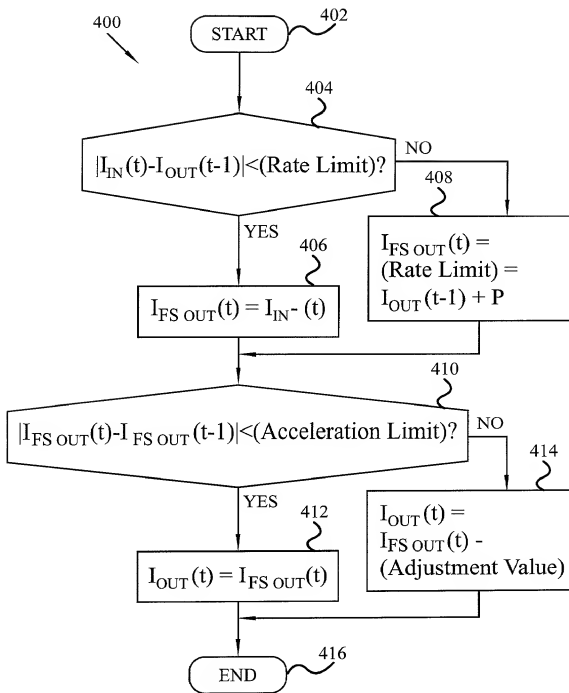 400
START
402
404
|I_IN(t)-I_OUT(t-1)|<(Rate Limit)?
NO
YES
408
I_FS OUT(t) =
(Rate Limit) =
I_OUT(t-1) + P
406
I_FS OUT(t) = I_IN- (t)
410
|I_FS OUT(t)-I_FS OUT(t-1)|<(Acceleration Limit)?
NO
YES
414
I_OUT(t) =
I_FS OUT(t) -
(Adjustment Value)
412
I_OUT(t) = I_FS OUT(t)
END
416